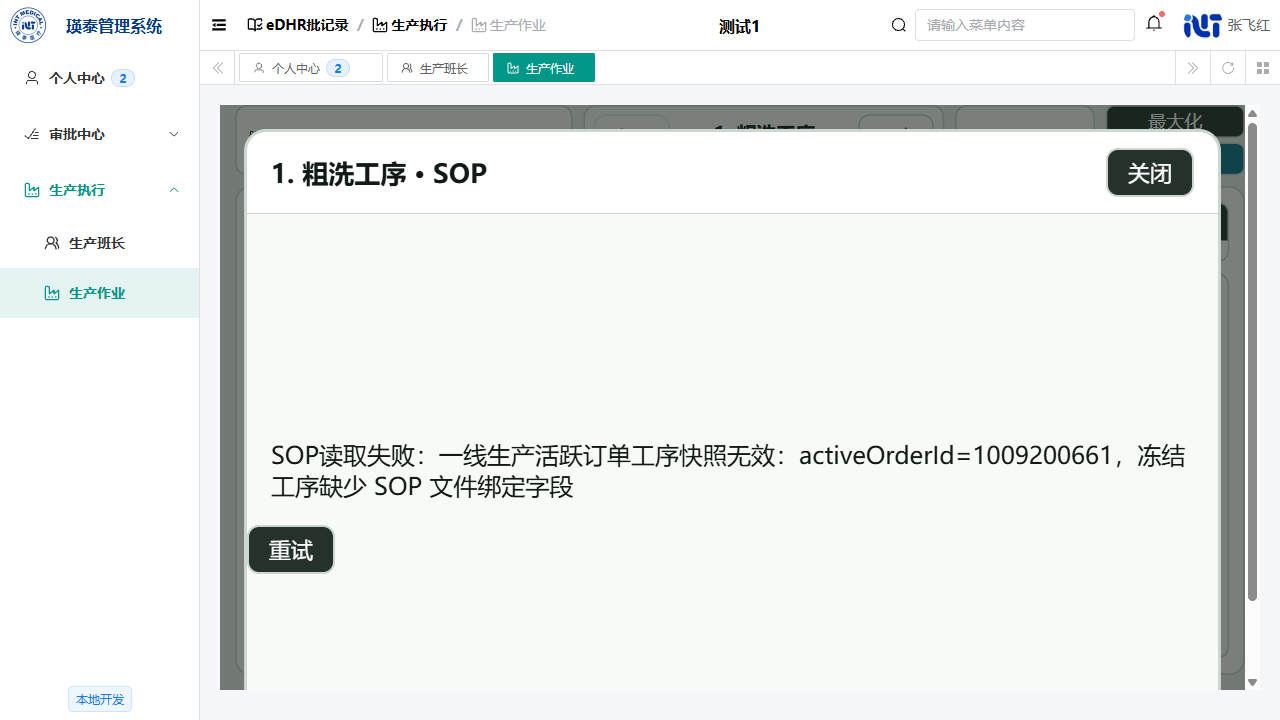 瑛泰管理系统
eDHR批记录 / 生产执行 / 生产作业
测试1
请输入菜单内容
张飞红
个人中心 2
审批中心
生产执行
生产班长
生产作业
本地开发
个人中心 2
生产班长
生产作业
最大化
1. 粗洗工序 • SOP
关闭
SOP读取失败：一线生产活跃订单工序快照无效：activeOrderId=1009200661，冻结
工序缺少 SOP 文件绑定字段
重试